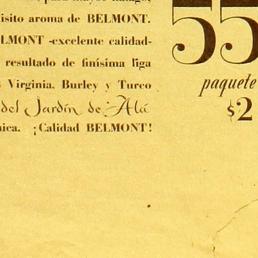 isito aroma de BELMONT.
LMONT -excelente calidad-
resultado de finísima liga
Virginia, Burley y Turco
del Jardín de Alá
ica. ¡Calidad BELMONT!
55
paquete
$2